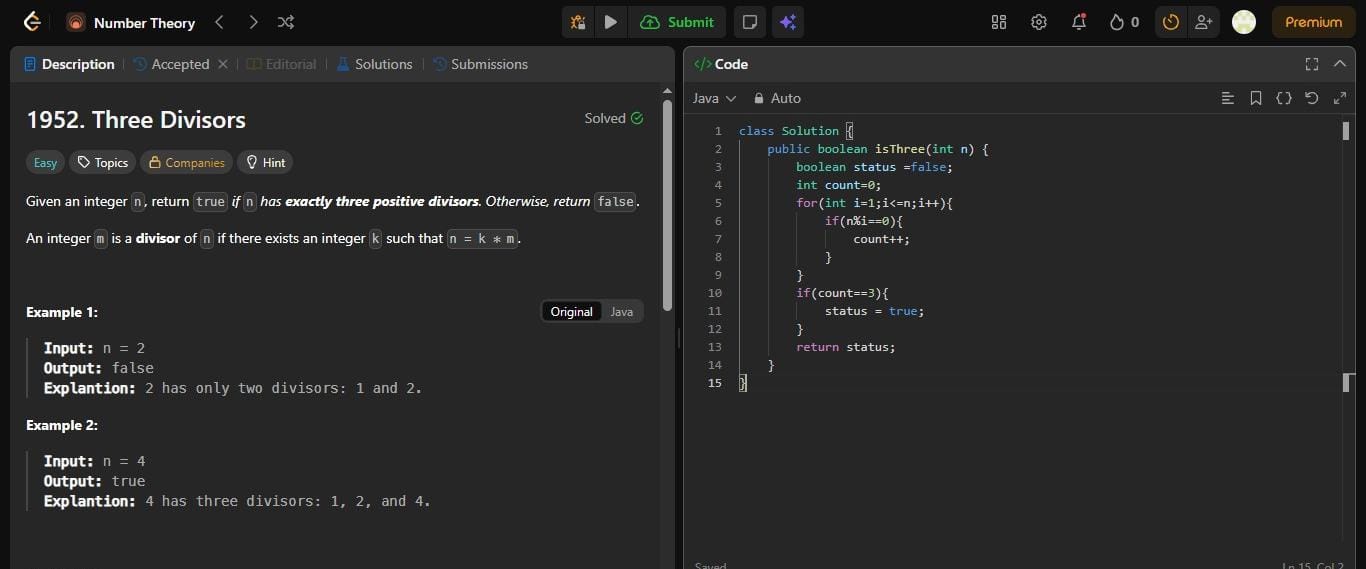 Number Theory
Submit
0
Premium
Description
Accepted
Editorial
Solutions
Submissions
1952. Three Divisors
Solved
Easy
Topics
Companies
Hint
Given an integer n, return true if n has exactly three positive divisors. Otherwise, return false.
An integer m is a divisor of n if there exists an integer k such that n = k * m.
Example 1:
Original Java
Input: n = 2
Output: false
Explantion: 2 has only two divisors: 1 and 2.
Example 2:
Input: n = 4
Output: true
Explantion: 4 has three divisors: 1, 2, and 4.
</> Code
Java
Auto
1 class Solution {
2 public boolean isThree(int n) {
3 boolean status =false;
4 int count=0;
5 for(int i=1;i<=n;i++){
6 if(n%i==0){
7 count++;
8 }
9 }
10 if(count==3){
11 status = true;
12 }
13 return status;
14 }
15 }
Saved
Ln 15, Col 2